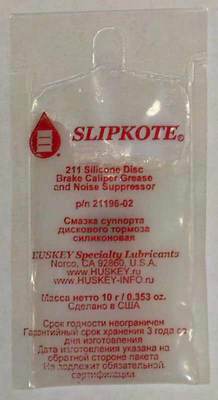 SLIPKOTE®
211 Silicone Disc
Brake Caliper Grease
and Noise Suppressor
p/n 21196-02
Смазка суппорта
дискового тормоза
силиконовая
HUSKEY Specialty Lubricants
Norco, CA 92860, U.S.A.
www.HUSKEY.ru
www.HUSKEY-INFO.ru
Масса нетто 10 г / 0.353 oz.
Сделано в США
Срок годности неограничен
Гарантийный срок хранения 3 года со
дня изготовления
Дата изготовления указана на
обратной стороне пакета
Не подлежит обязательной
сертификации